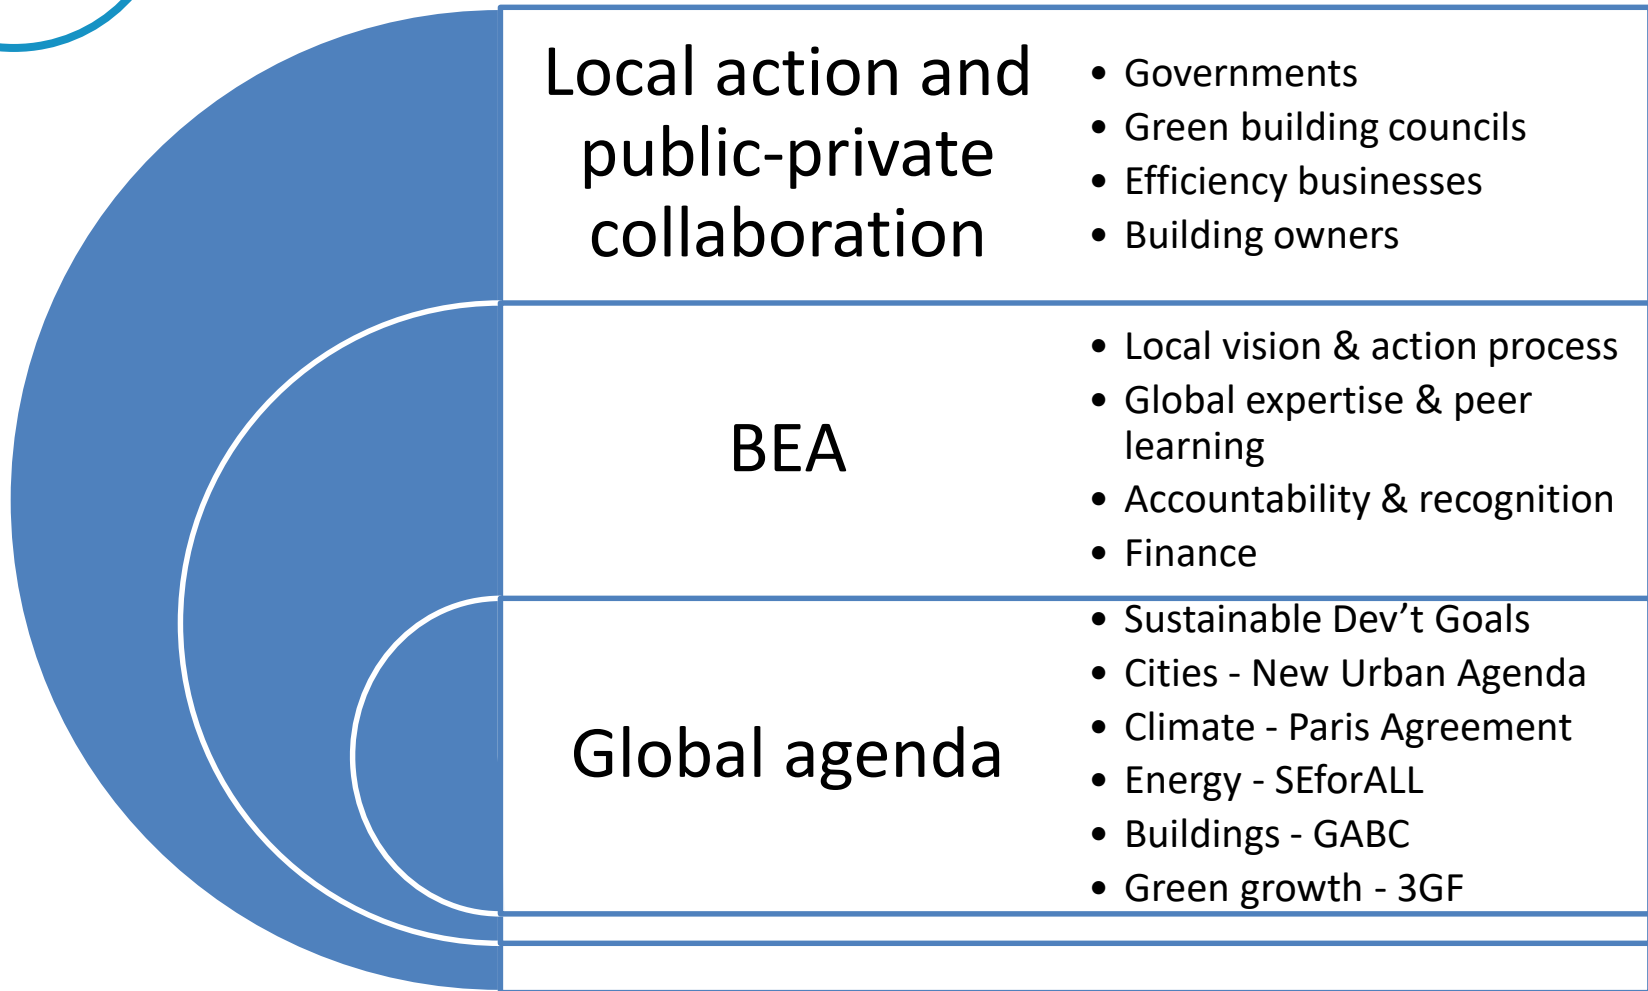 Local action and
public-private
collaboration
• Governments
• Green building councils
• Efficiency businesses
• Building owners
BEA
• Local vision & action process
• Global expertise & peer
learning
• Accountability & recognition
• Finance
Global agenda
• Sustainable Dev’t Goals
• Cities - New Urban Agenda
• Climate - Paris Agreement
• Energy - SEforALL
• Buildings - GABC
• Green growth - 3GF